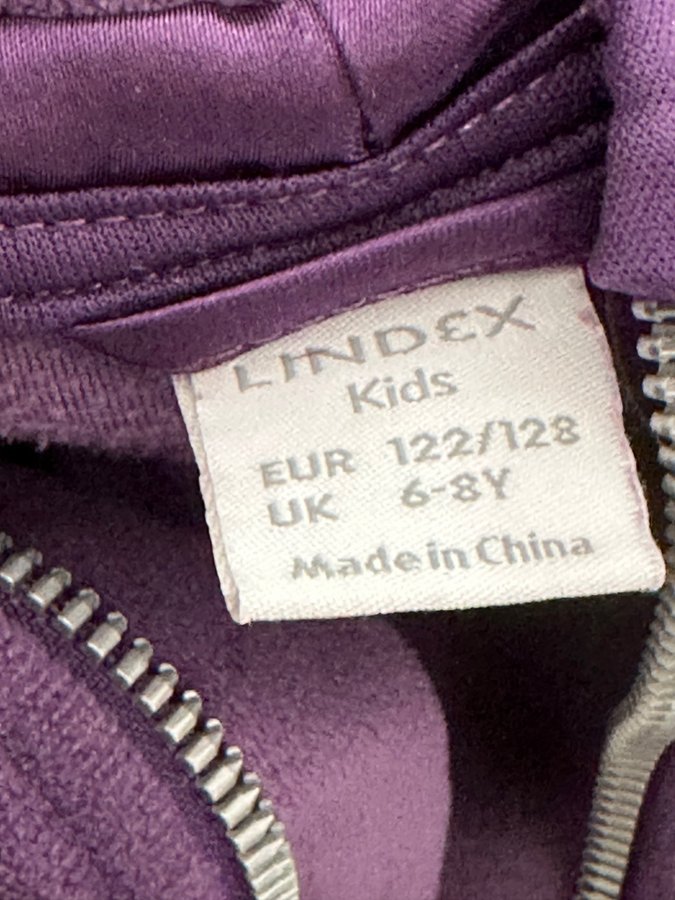 LINDEX
Kids
EUR 122/128
UK 6-8Y
Made in China